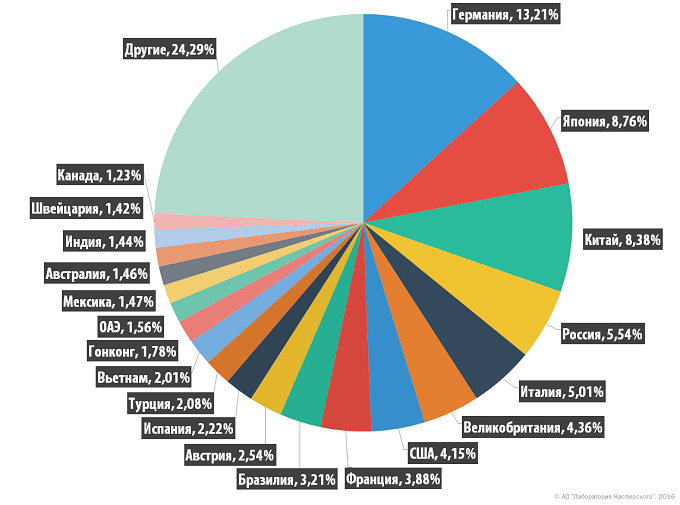 Германия, 13,21%
Другие, 24,29%
Япония, 8,76%
Канада, 1,23%
Швейцария, 1,42%
Китай, 8,38%
Индия, 1,44%
Австралия, 1,46%
Мексика, 1,47%
ОАЭ, 1,56%
Россия, 5,54%
Гонконг, 1,78%
Вьетнам, 2,01%
Италия, 5,01%
Турция, 2,08%
Испания, 2,22%
Великобритания, 4,36%
Австрия, 2,54%
США, 4,15%
Бразилия, 3,21%
Франция, 3,88%
© АО "Лаборатория Касперского", 2016